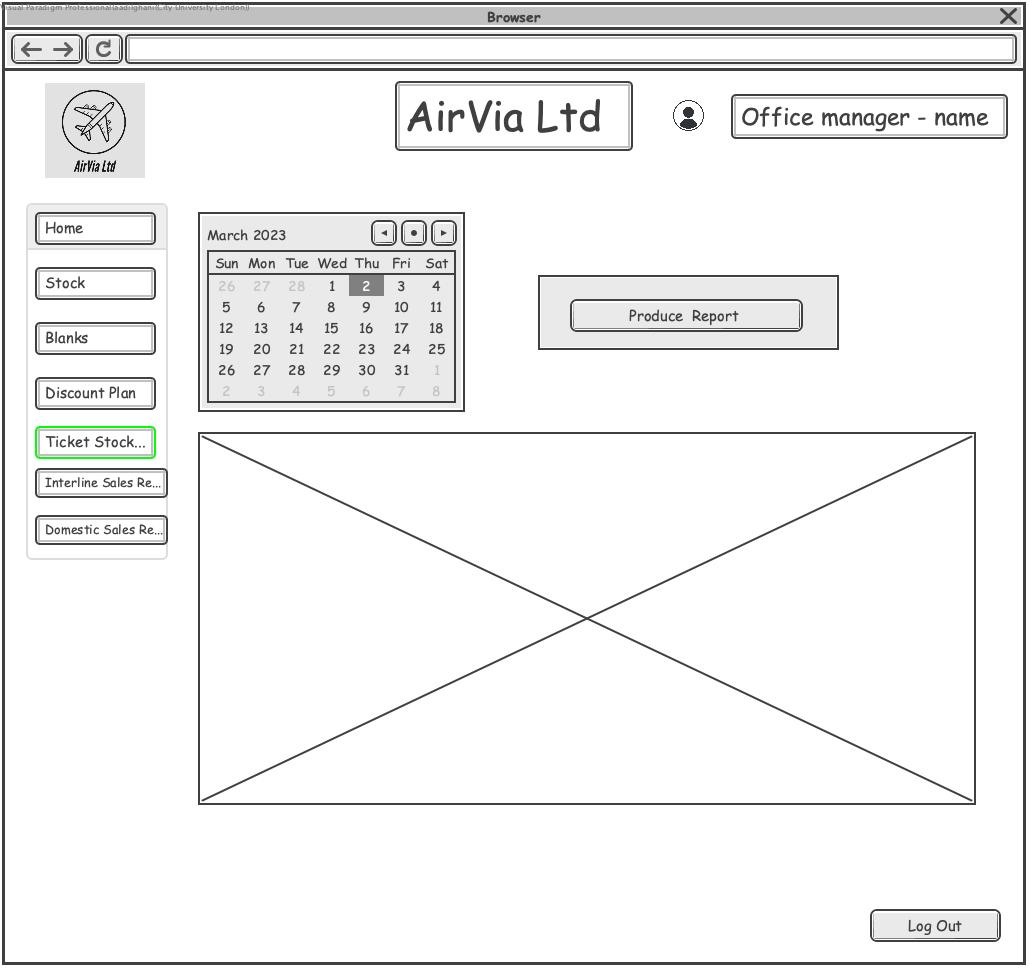 Visual Paradigm Professional(aadilghani(City University London))
Browser
AirVia Ltd
AirVia Ltd
Office manager - name
Home
Stock
Blanks
Discount Plan
Ticket Stock...
Interline Sales Re...
Domestic Sales Re...
March 2023
Sun Mon Tue Wed Thu Fri Sat
26 27 28 1 2 3 4
5 6 7 8 9 10 11
12 13 14 15 16 17 18
19 20 21 22 23 24 25
26 27 28 29 30 31 1
2 3 4 5 6 7 8
Produce Report
Log Out